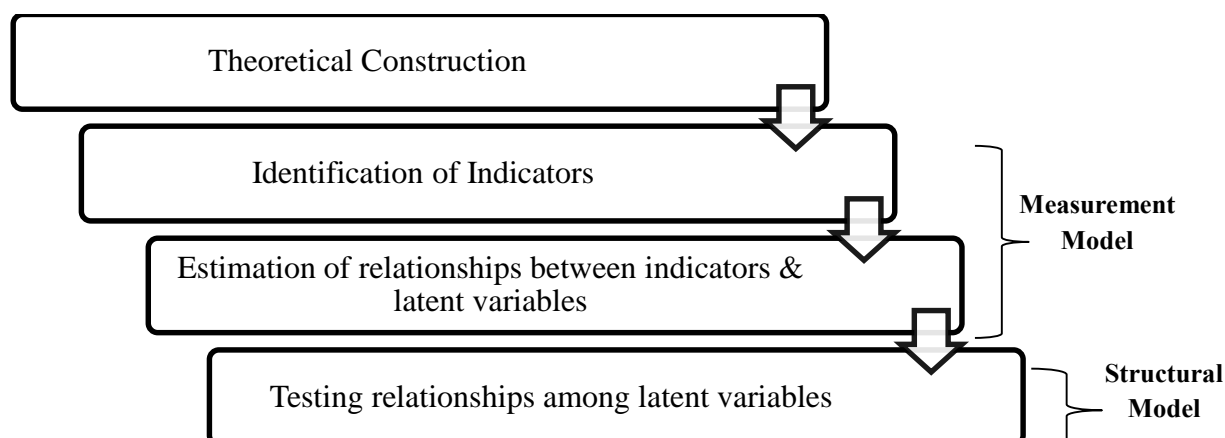 Theoretical Construction
Identification of Indicators
Measurement
Model
Estimation of relationships between indicators &
latent variables
Testing relationships among latent variables
Structural
Model